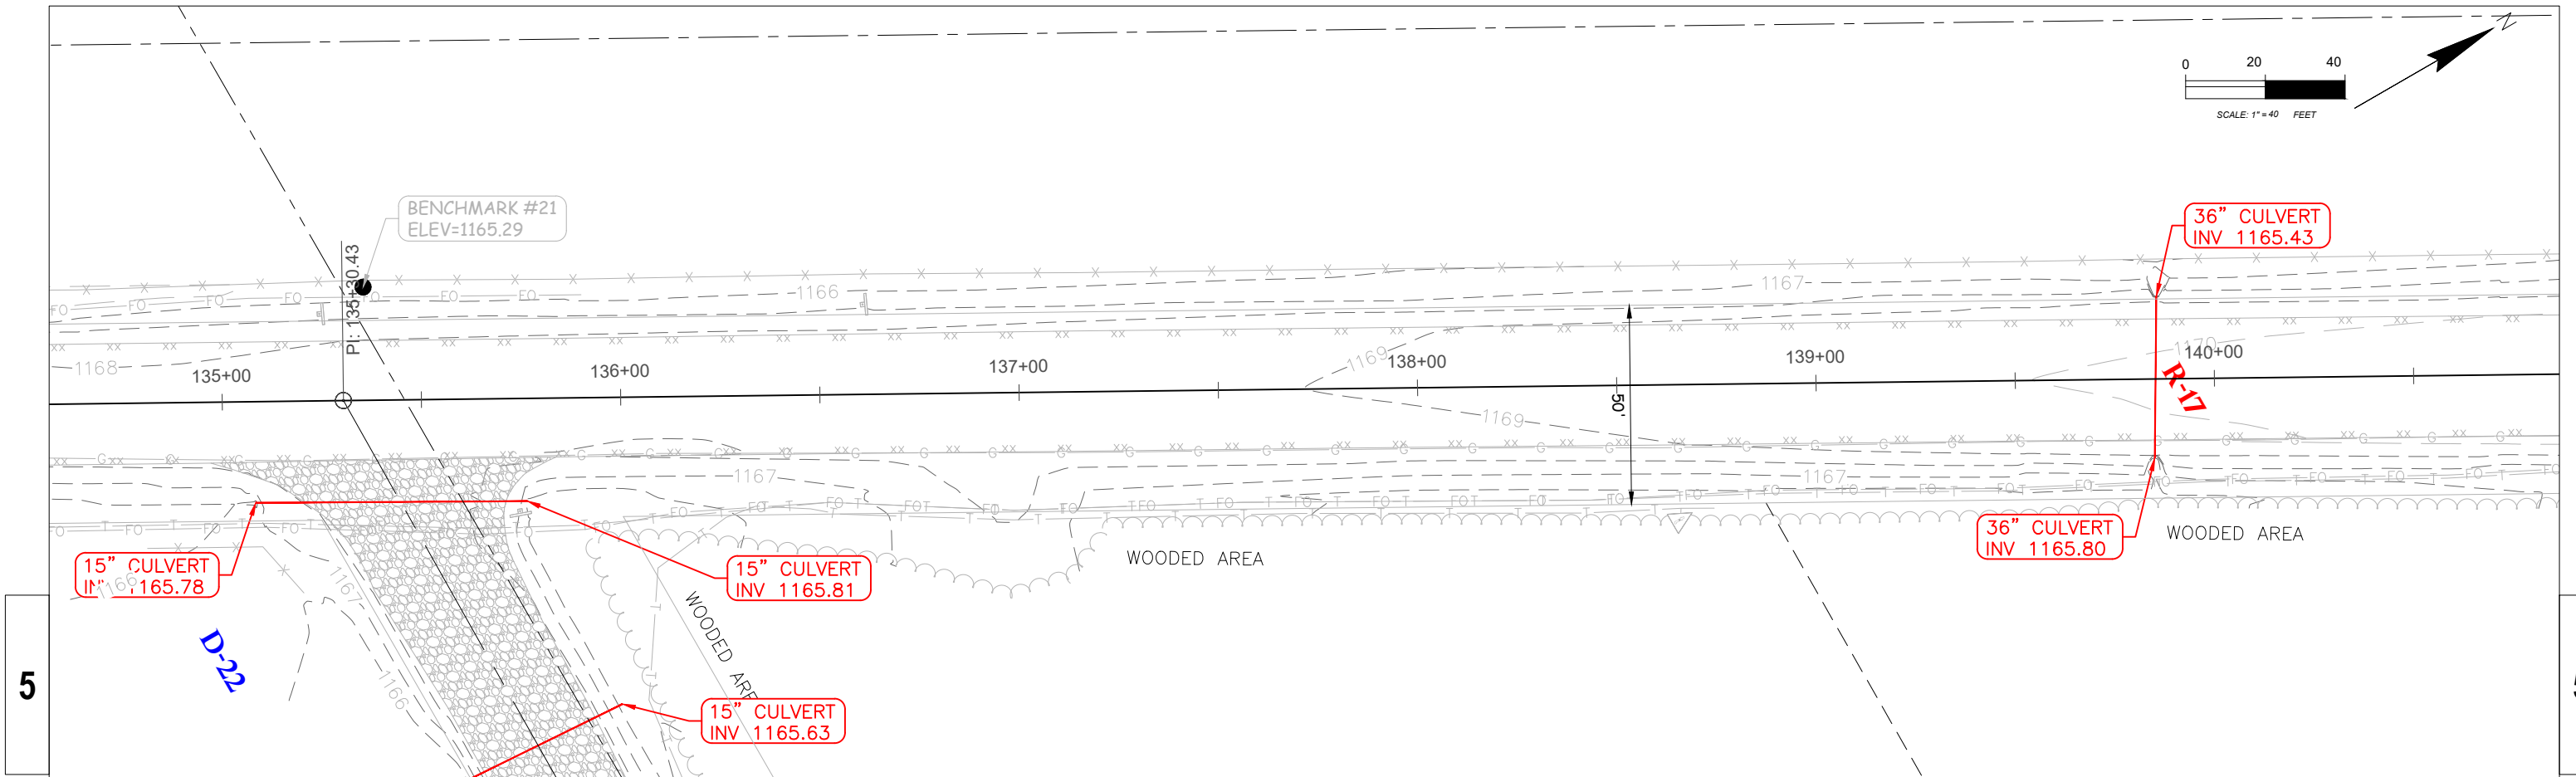 N
0 20 40
SCALE: 1" = 40 FEET
BENCHMARK #21
ELEV=1165.29
36" CULVERT
INV 1165.43
PI: 135+30.43
1166
1167
1168
1169
1170
135+00 136+00 137+00 138+00 139+00 140+00
R-17
50'
1169
1167
1167
15" CULVERT
1165.78
1166
15" CULVERT
INV 1165.81
36" CULVERT
INV 1165.80
WOODED AREA
WOODED AREA
WOODED
1167
1166
D-22
5
15" CULVERT
INV 1165.63